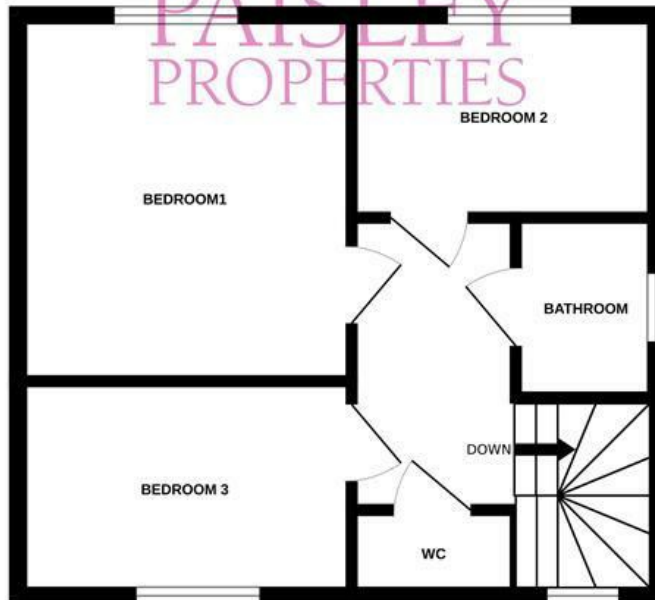 PAISLEY
PROPERTIES
BEDROOM 2
BEDROOM1
BATHROOM
DOWN
BEDROOM 3
WC